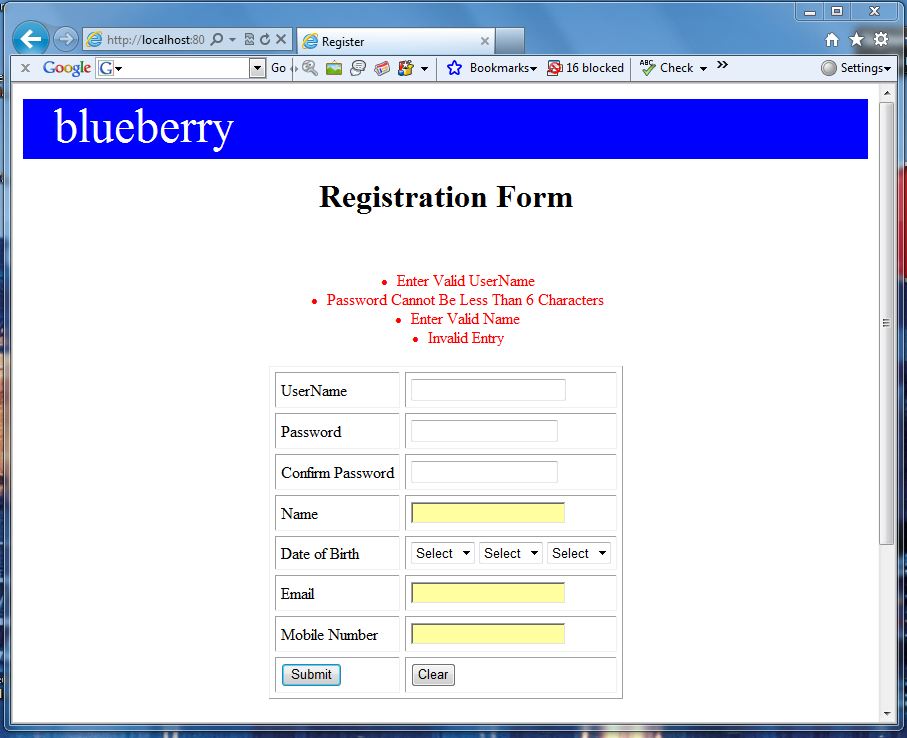 http://localhost:80
Register
Google
G
Go
Bookmarks
16 blocked
ABC
Check
»
Settings
blueberry
Registration Form
• Enter Valid UserName
• Password Cannot Be Less Than 6 Characters
• Enter Valid Name
• Invalid Entry
UserName
Password
Confirm Password
Name
Date of Birth Select Select Select
Email
Mobile Number
Submit Clear